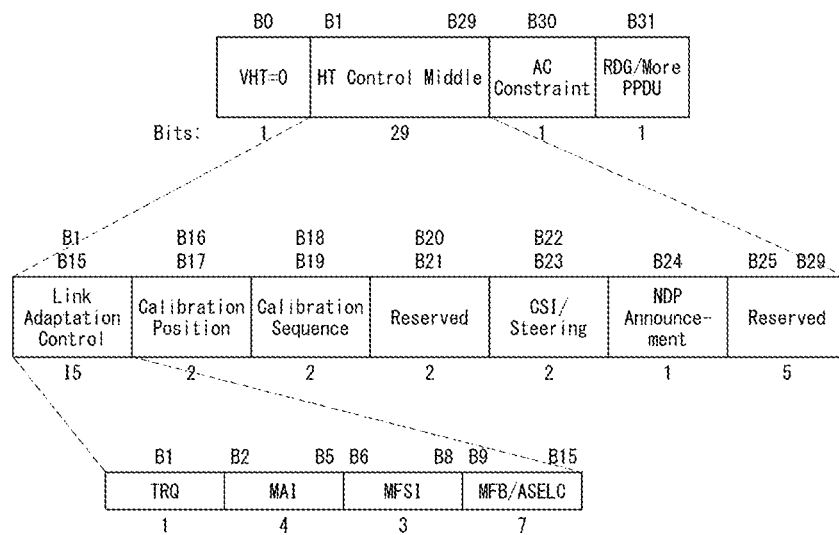 B0 B1 B29 B30 B31
VHT=0 HT Control Middle AC Constraint RDG/More PPDU
Bits: 1 29 1 1
B1 B16 B18 B20 B22
B15 B17 B19 B21 B23 B24 B25 B29
Link Adaptation Control Calibration Position Calibration Sequence Reserved CSI/ Steering NDP Announce- ment Reserved
15 2 2 2 2 1 5
B1 B2 B5 B6 B8 B9 B15
TRQ MAI MFSI MFB/ASELC
1 4 3 7